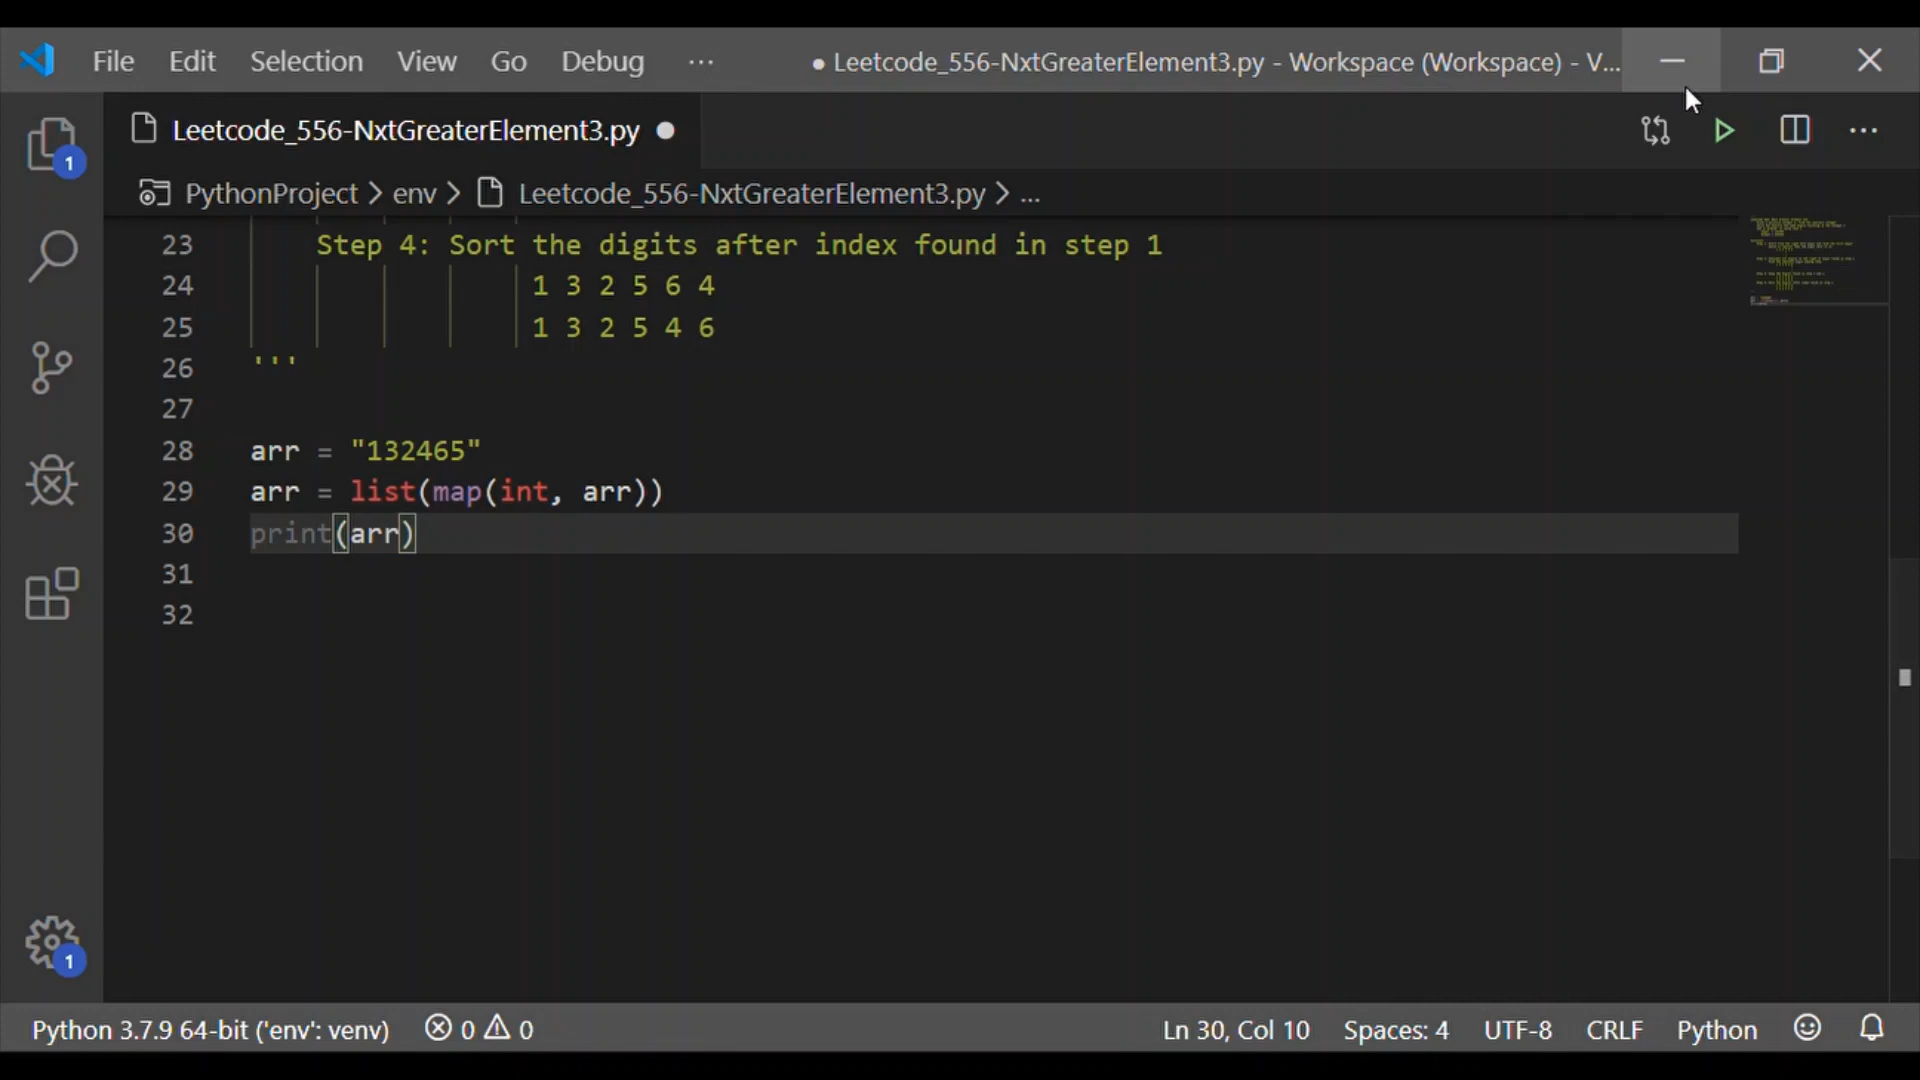 File Edit Selection View Go Debug ··· ● Leetcode_556-NxtGreaterElement3.py - Workspace (Workspace) - V...
Leetcode_556-NxtGreaterElement3.py ●
1
PythonProject > env > Leetcode_556-NxtGreaterElement3.py > ...
23 Step 4: Sort the digits after index found in step 1
24 1 3 2 5 6 4
25 1 3 2 5 4 6
26 '''
27
28 arr = "132465"
29 arr = list(map(int, arr))
30 print(arr)
31
32
1
Python 3.7.9 64-bit ('env': venv) 0 0 Ln 30, Col 10 Spaces: 4 UTF-8 CRLF Python